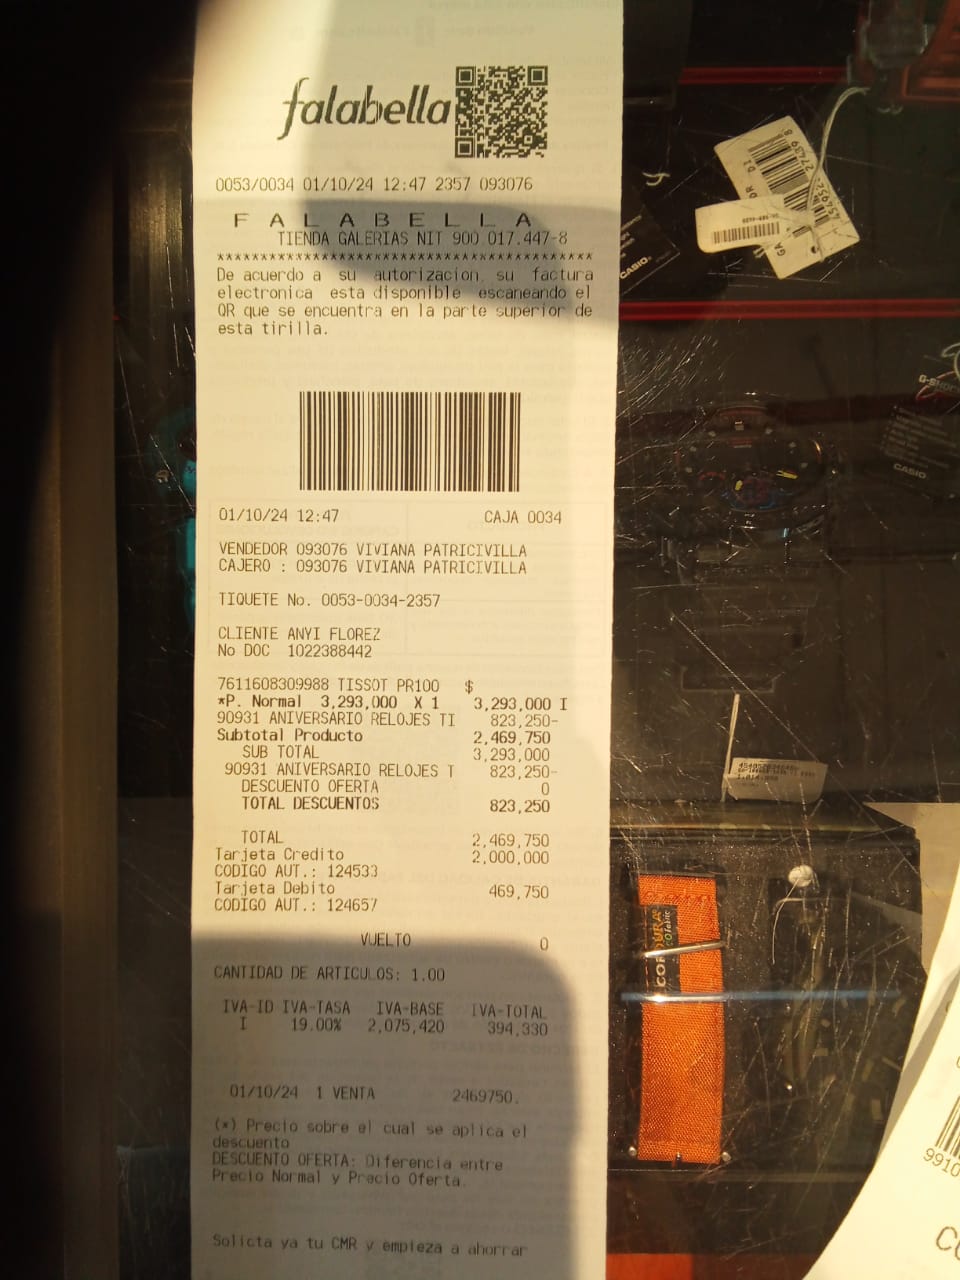 falabella
0053/0034 01/10/24 12:47 2357 093076
F A L A B E L L A
TIENDA GALERIAS NIT 900.017.447-8
******************************************
De acuerdo a su autorizacion, su factura
electronica esta disponible escaneando el
QR que se encuentra en la parte superior de
esta tirilla.
01/10/24 12:47 CAJA 0034
VENDEDOR 093076 VIVIANA PATRICIVILLA
CAJERO : 093076 VIVIANA PATRICIVILLA
TIQUETE No. 0053-0034-2357
CLIENTE ANYI FLOREZ
No DOC 1022388442
7611608309988 TISSOT PR100 $
*P. Normal 3,293,000 X 1 3,293,000 I
90931 ANIVERSARIO RELOJES TI 823,250-
Subtotal Producto 2,469,750
SUB TOTAL 3,293,000
90931 ANIVERSARIO RELOJES T 823,250-
DESCUENTO OFERTA 0
TOTAL DESCUENTOS 823,250
TOTAL 2,469,750
Tarjeta Credito 2,000,000
CODIGO AUT.: 124533
Tarjeta Debito 469,750
CODIGO AUT.: 124657
VUELTO 0
CANTIDAD DE ARTICULOS: 1.00
IVA-ID IVA-TASA IVA-BASE IVA-TOTAL
I 19.00% 2,075,420 394,330
01/10/24 1 VENTA 2469750.
(*) Precio sobre el cual se aplica el
descuento
DESCUENTO OFERTA: Diferencia entre
Precio Normal y Precio Oferta.
Solicta ya tu CMR y empieza a ahorrar
CASIO
G-SHOCK
CASIO
CORDURA
fabric
9910